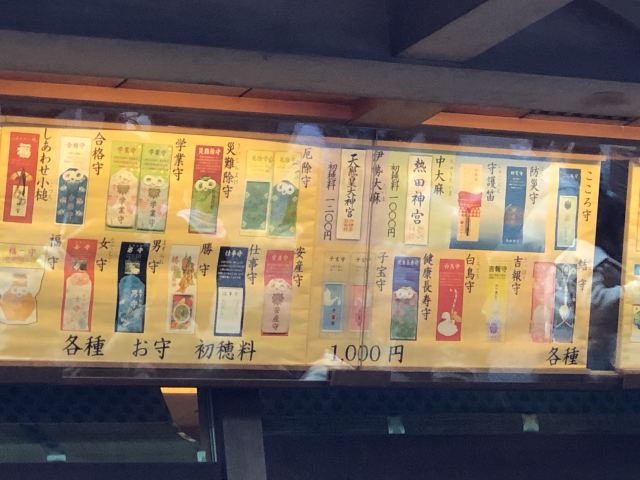 こころ守
防災守
守護笛
中大麻
熱田神宮
初穂料 一、〇〇〇円
伊勢大麻
天照皇大神宮
初穂料 一二〇〇円
厄除守
災難除守
学業守
合格守
しあわせ小槌
結守
吉報守
白鳥守
健康長寿守
子宝守
安産守
仕事守
勝守
男守
女守
福守
各種 お守 初穂料 1.000円 各種